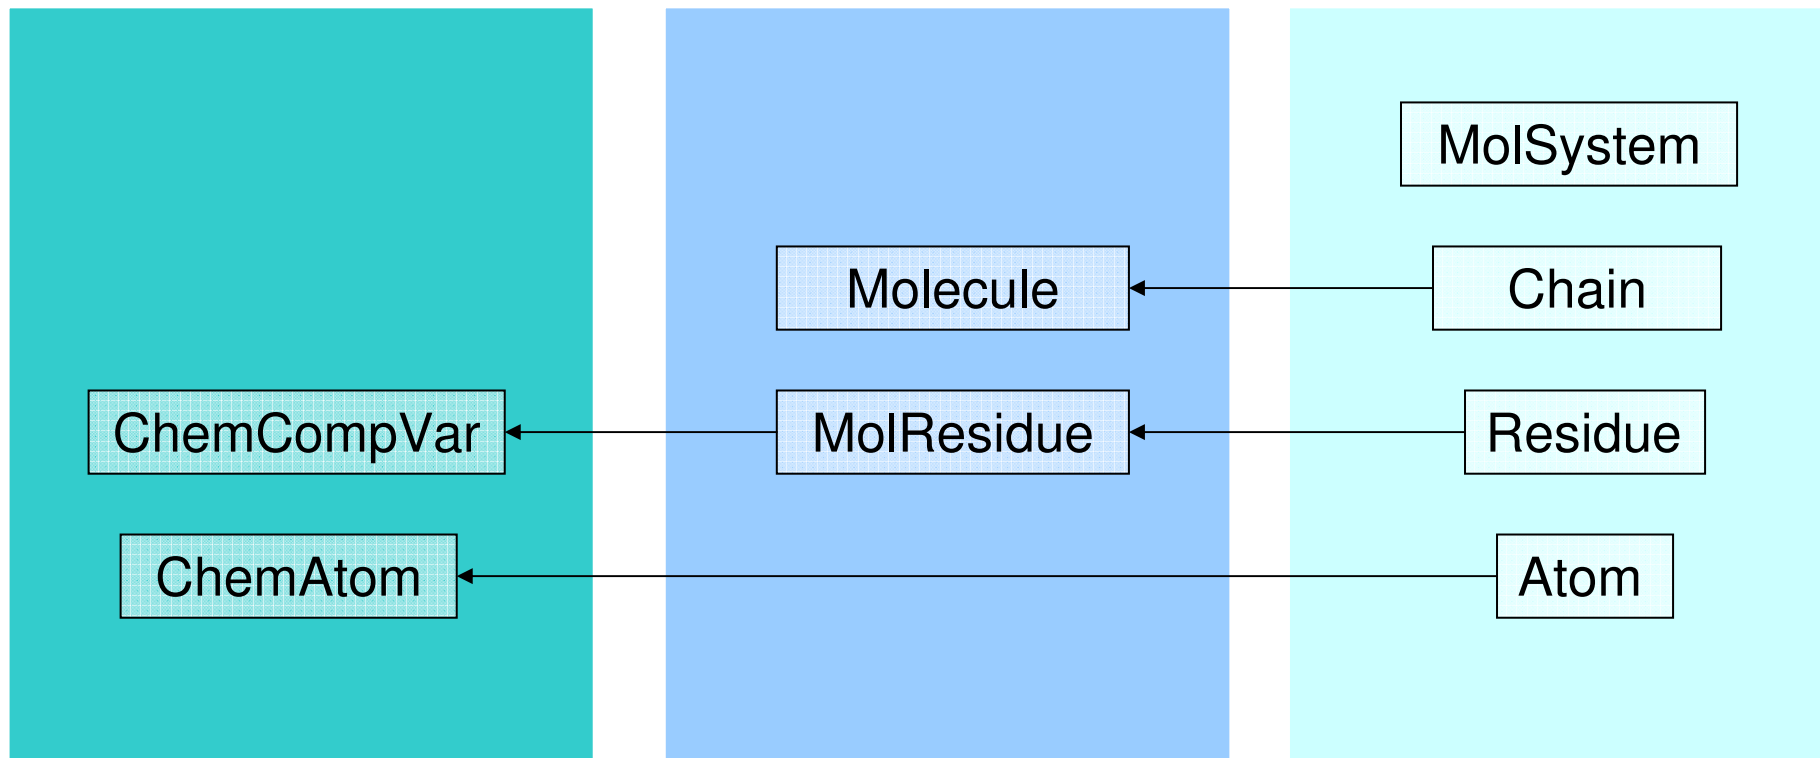 MolSystem
Molecule
Chain
ChemCompVar
MolResidue
Residue
ChemAtom
Atom